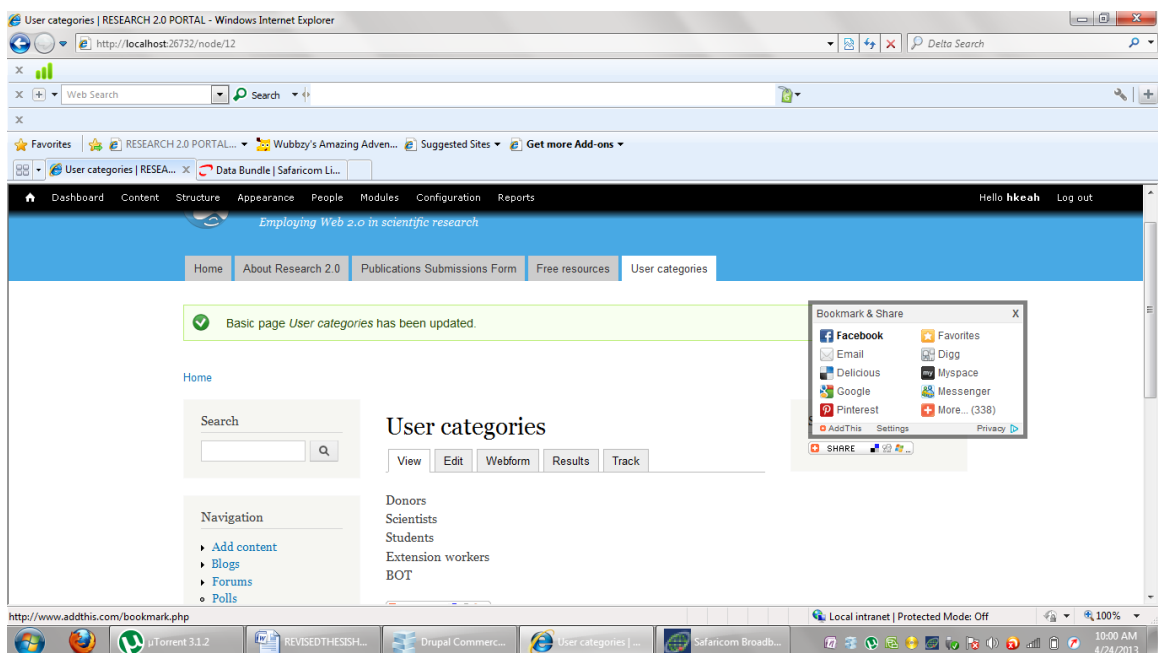 User categories | RESEARCH 2.0 PORTAL - Windows Internet Explorer
http://localhost:26732/node/12
Delta Search
Web Search
Search
Favorites RESEARCH 2.0 PORTAL... Wubbzy's Amazing Adven... Suggested Sites Get more Add-ons
User categories | RESEA... X Data Bundle | Safaricom Li...
Dashboard Content Structure Appearance People Modules Configuration Reports Hello hkeah Log out
Employing Web 2.0 in scientific research
Home About Research 2.0 Publications Submissions Form Free resources User categories
Basic page User categories has been updated.
Bookmark & Share X
Facebook Favorites
Email Digg
Delicious Myspace
Google Messenger
Pinterest More... (338)
AddThis Settings Privacy
SHARE
Home
Search
User categories
View Edit Webform Results Track
Donors
Scientists
Students
Extension workers
BOT
Navigation
Add content
Blogs
Forums
Polls
http://www.addthis.com/bookmark.php Local intranet | Protected Mode: Off 100%
µTorrent 3.1.2 REVISEDTHESISH... Drupal Commerc... User categories | ... Safaricom Broadb... 10:00 AM
4/24/2013